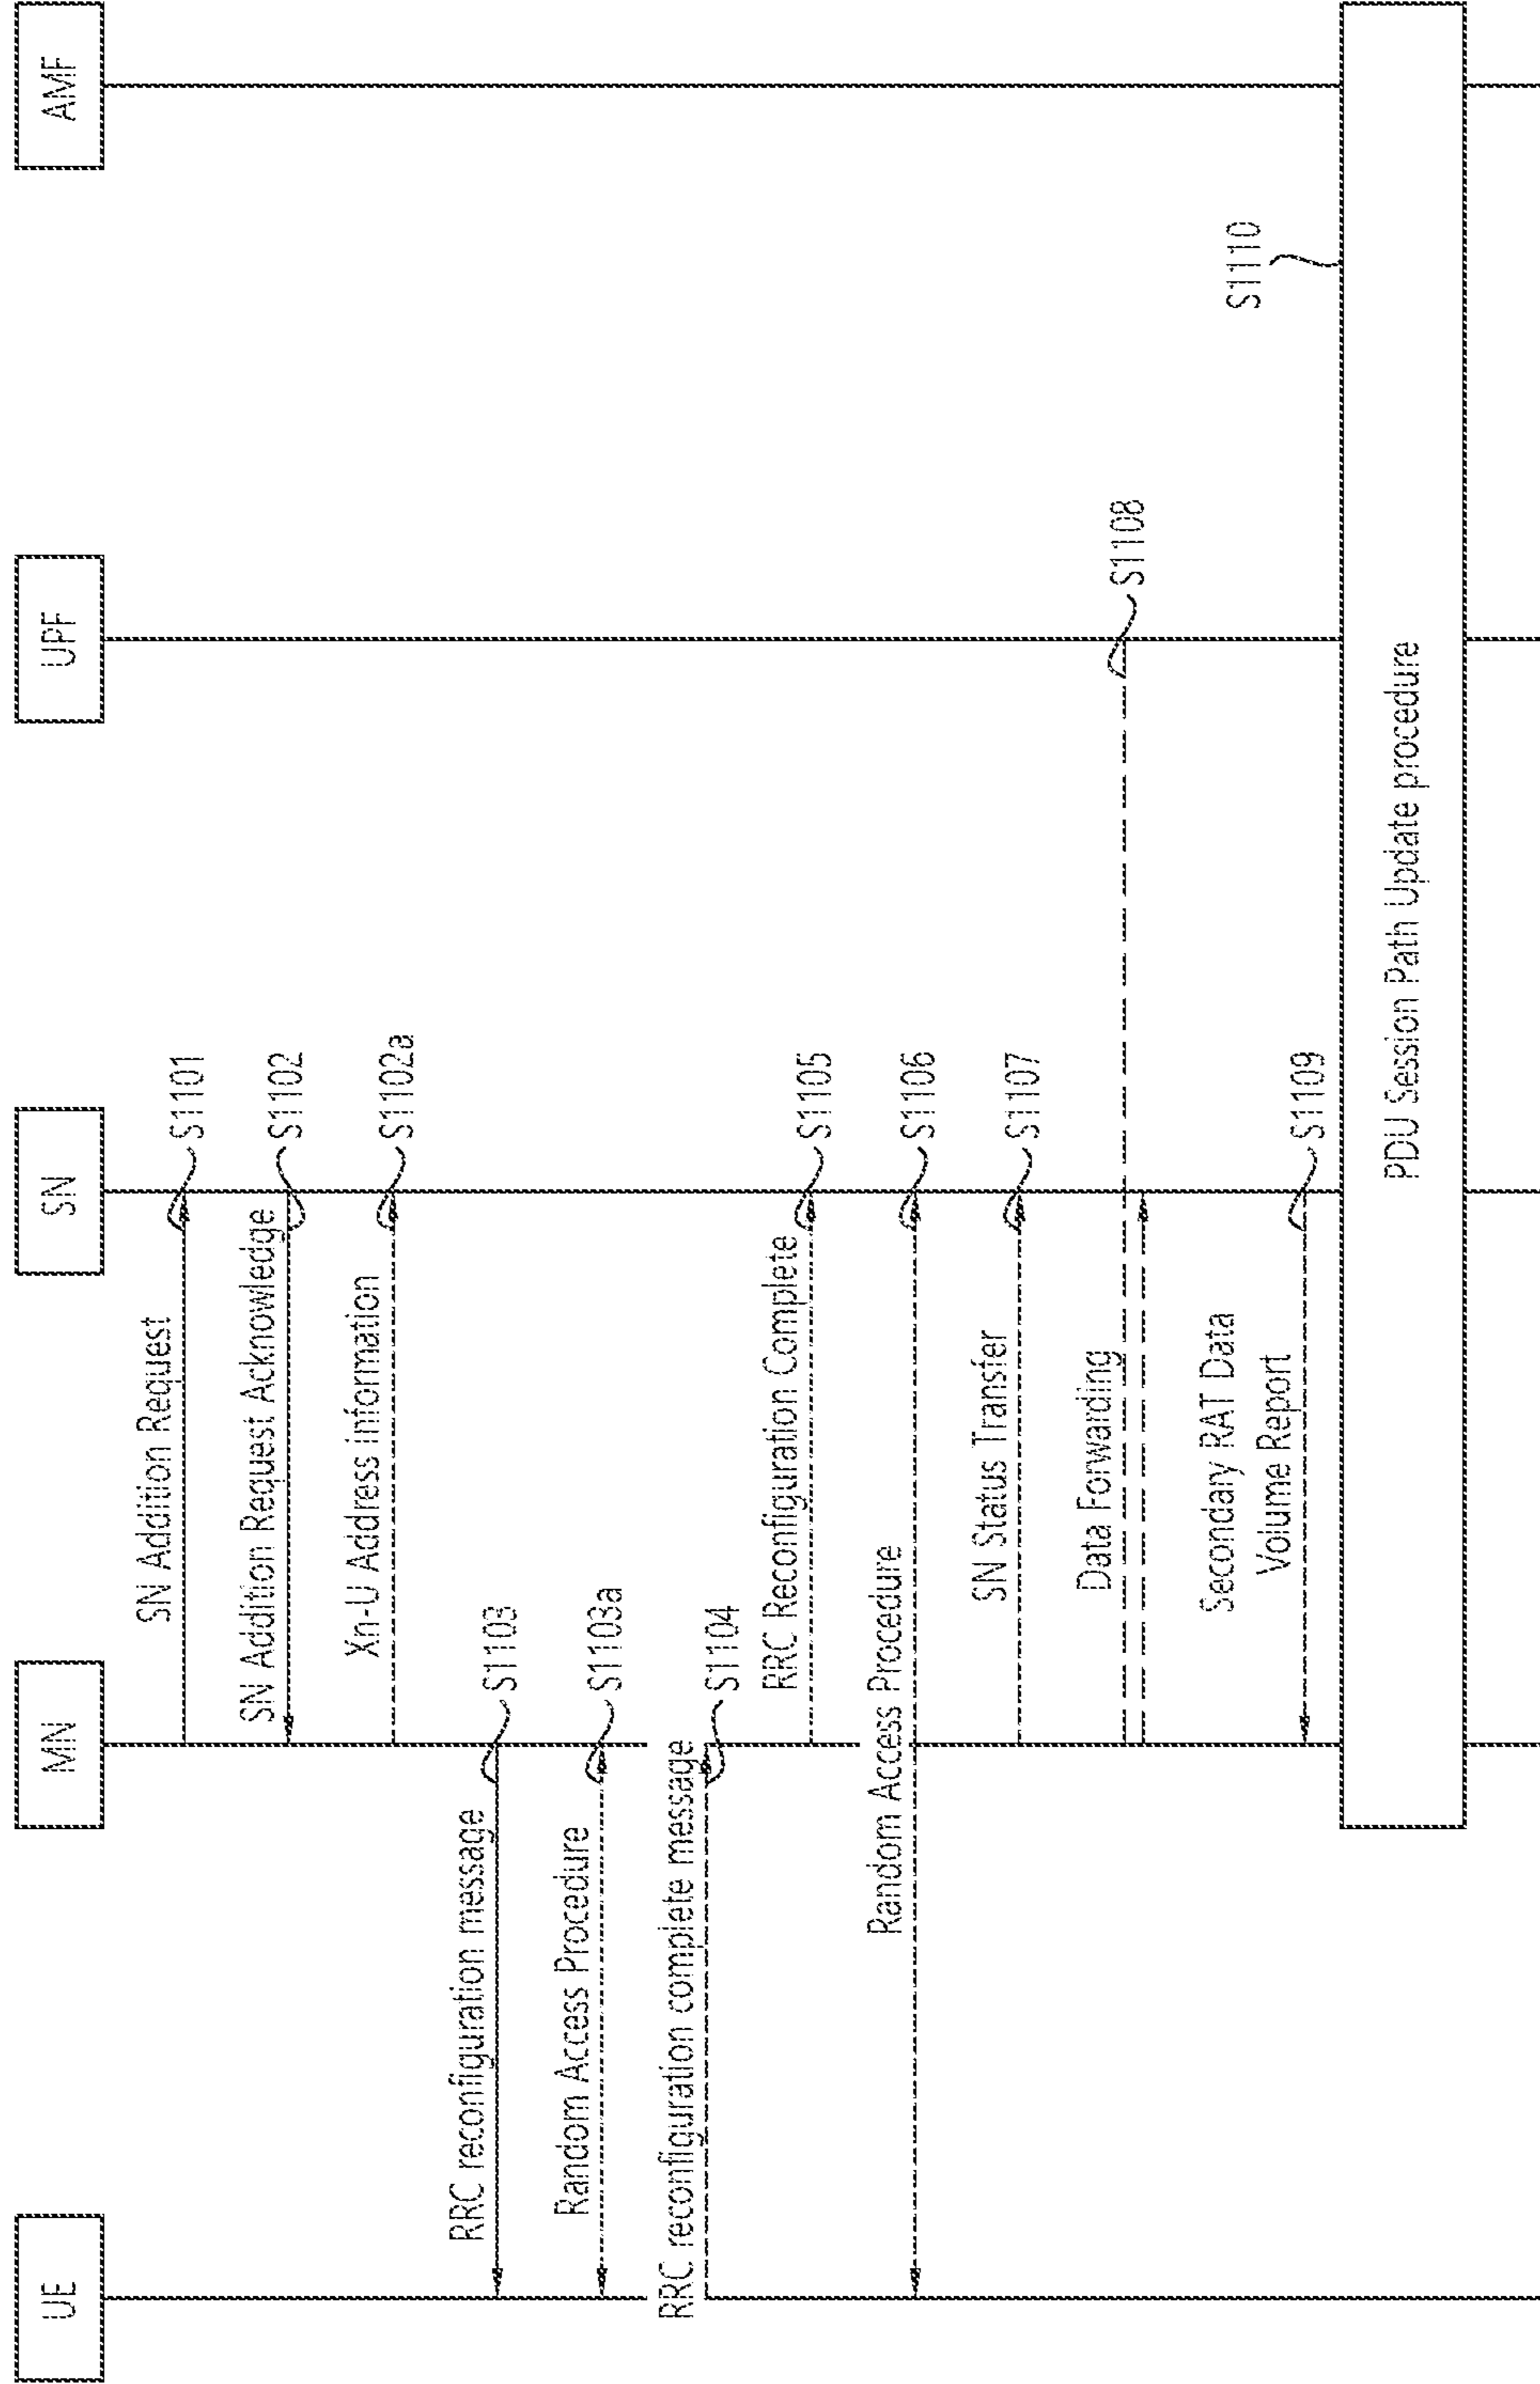 UE
MN
SN
UPF
AMF
SN Addition Request
S1101
SN Addition Request Acknowledge
S1102
Xn-U Address information
S1102a
RRC reconfiguration message
S1103
Random Access Procedure
S1103a
RRC reconfiguration complete message
S1104
RRC Reconfiguration Complete
S1105
Random Access Procedure
S1106
SN Status Transfer
S1107
Data Forwarding
S1108
Secondary RAT Data
Volume Report
S1109
S1110
PDU Session Path Update procedure